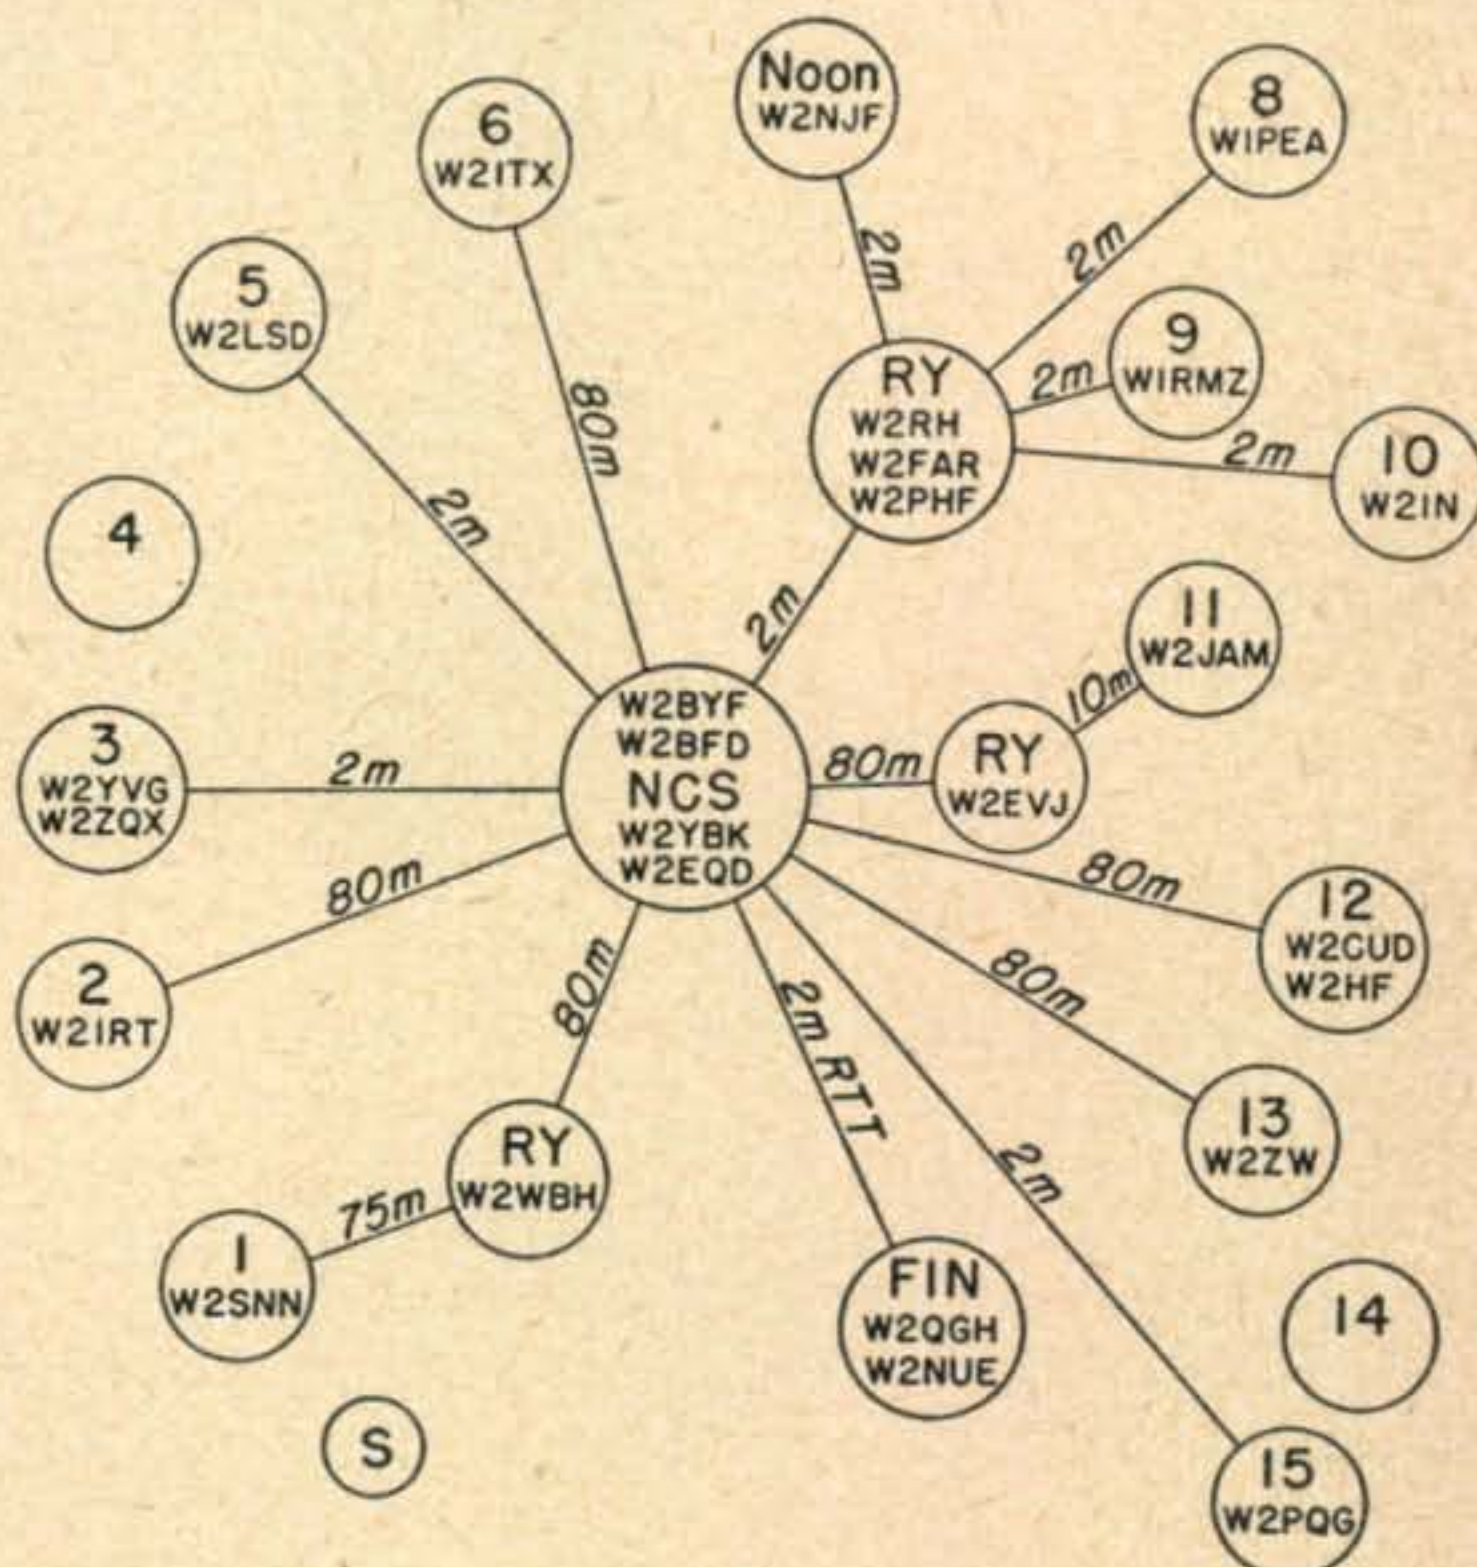 Noon
W2NJF
8
W1PEA
6
W2ITX
5
W2LSD
2m
2m
9
W1RMZ
2m
RY
W2RH
W2FAR
W2PHF
10
W2IN
2m
80m
2m
4
2m
11
W2JAM
10m
3
W2YVG
W2ZQX
2m
W2BYF
W2BFD
NCS
W2YBK
W2EQD
80m
RY
W2EVJ
80m
12
W2CUD
W2HF
80m
2
W2IRT
80m
2m RTT
80m
13
W2ZW
2m
RY
W2WBH
75m
1
W2SNN
FIN
W2QGH
W2NUE
14
S
15
W2PQG